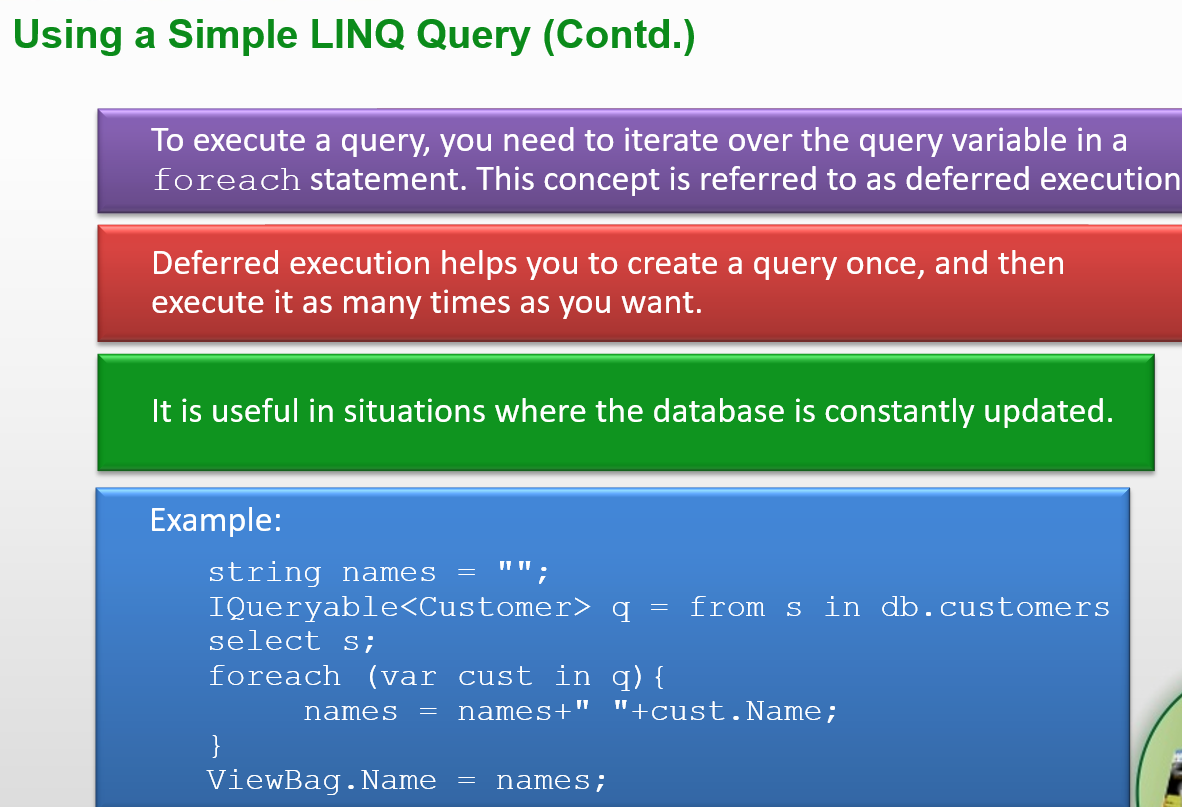 Using a Simple LINQ Query (Contd.)
To execute a query, you need to iterate over the query variable in a
foreach statement. This concept is referred to as deferred execution
Deferred execution helps you to create a query once, and then
execute it as many times as you want.
It is useful in situations where the database is constantly updated.
Example:
string names = "";
IQueryable<Customer> q = from s in db.customers
select s;
foreach (var cust in q){
names = names+" "+cust.Name;
}
ViewBag.Name = names;